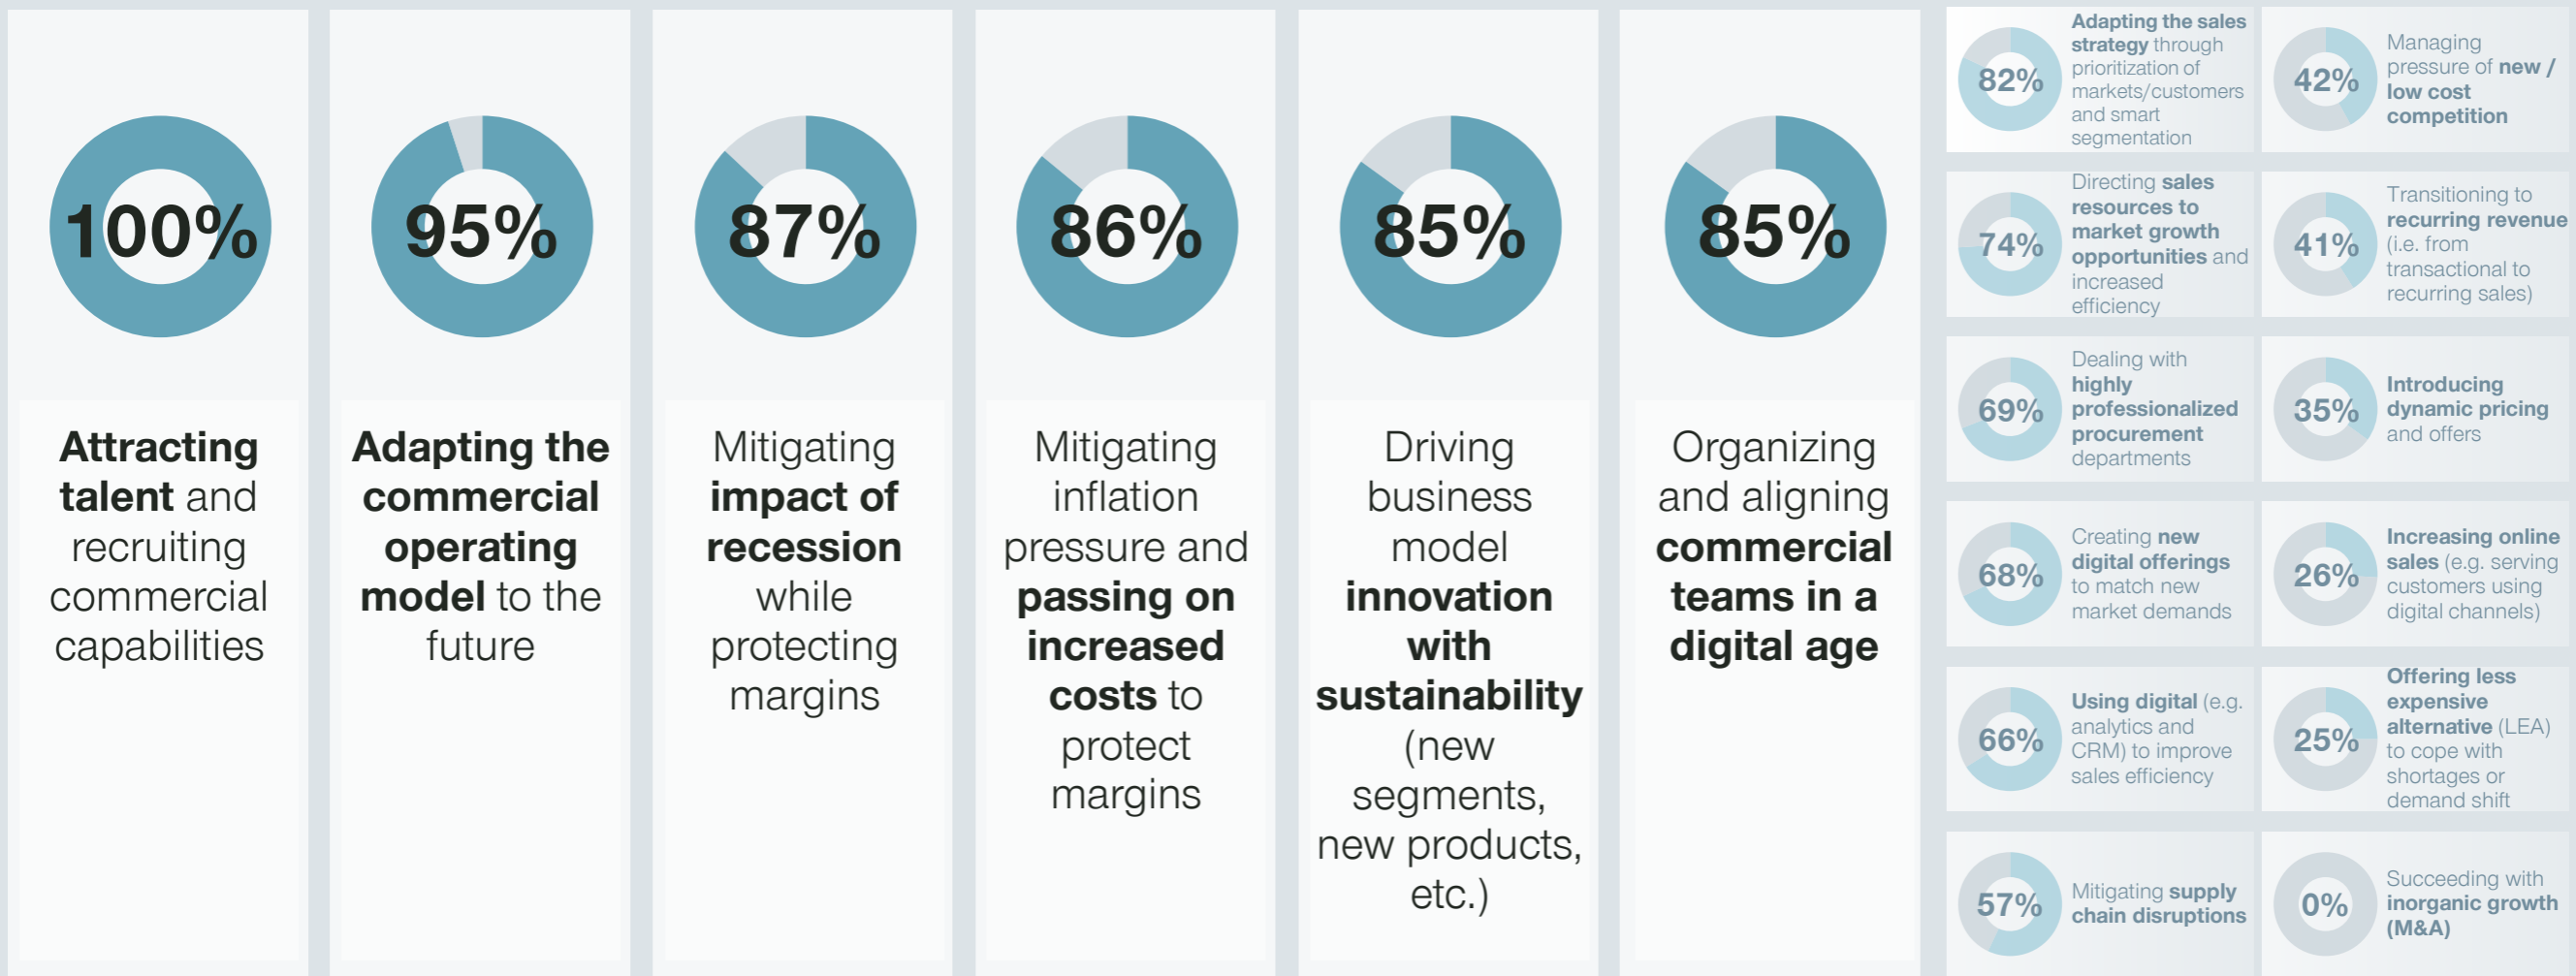 100%
Attracting
talent and
recruiting
commercial
capabilities
95%
Adapting the
commercial
operating
model to the
future
87%
Mitigating
impact of
recession
while
protecting
margins
86%
Mitigating
inflation
pressure and
passing on
increased
costs to
protect
margins
85%
Driving
business
model
innovation
with
sustainability
(new
segments,
new products,
etc.)
85%
Organizing
and aligning
commercial
teams in a
digital age
82%
Adapting the sales
strategy through
prioritization of
markets/customers
and smart
segmentation
74%
Directing sales
resources to
market growth
opportunities and
increased
efficiency
69%
Dealing with
highly
professionalized
procurement
departments
68%
Creating new
digital offerings
to match new
market demands
66%
Using digital (e.g.
analytics and
CRM) to improve
sales efficiency
57%
Mitigating supply
chain disruptions
42%
Managing
pressure of new /
low cost
competition
41%
Transitioning to
recurring revenue
(i.e. from
transactional to
recurring sales)
35%
Introducing
dynamic pricing
and offers
26%
Increasing online
sales (e.g. serving
customers using
digital channels)
25%
Offering less
expensive
alternative (LEA)
to cope with
shortages or
demand shift
0%
Succeeding with
inorganic growth
(M&A)